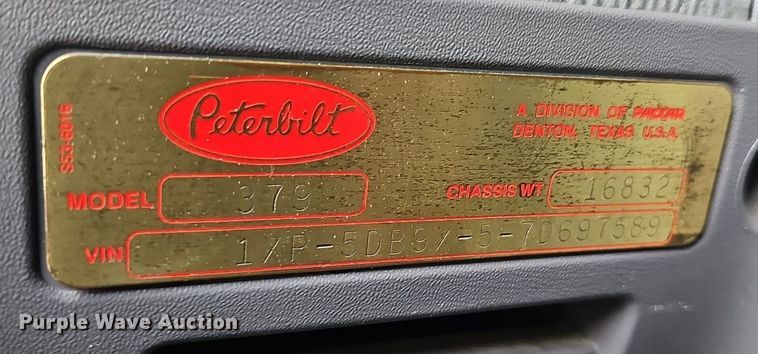 S53-6016
Peterbilt
A DIVISION OF PACCAR
DENTON, TEXAS U.S.A.
MODEL 379
CHASSIS WT 16832
VIN 1XP-5DB9X-5-7D697589
Purple Wave Auction